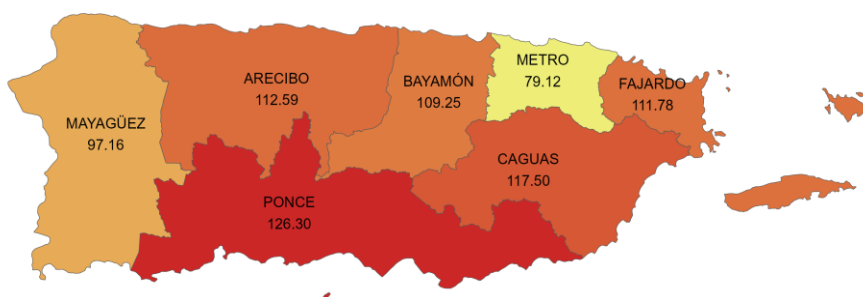 METRO
79.12
ARECIBO
112.59
BAYAMÓN
109.25
FAJARDO
111.78
MAYAGÜEZ
97.16
CAGUAS
117.50
PONCE
126.30